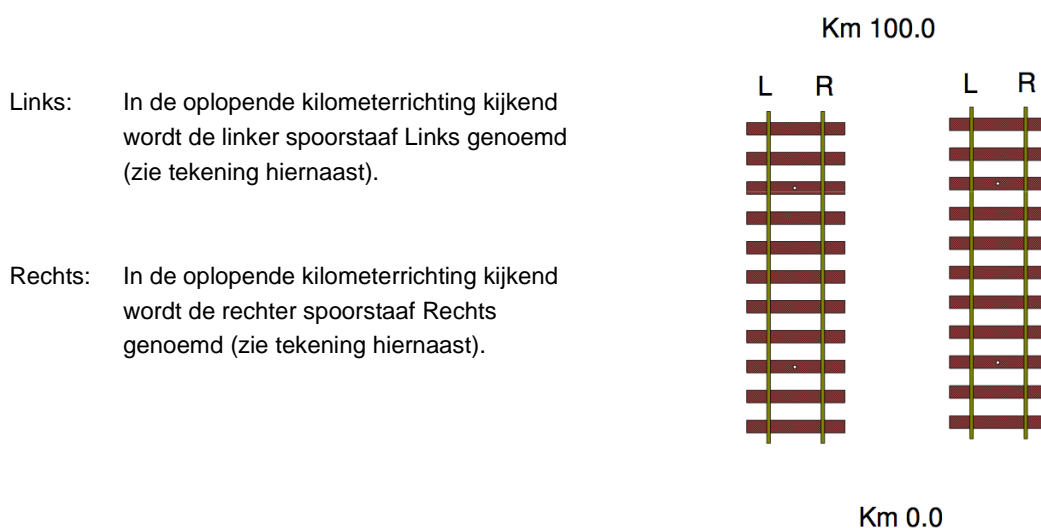 Km 100.0
L R L R
Links: In de oplopende kilometerrichting kijkend
wordt de linker spoorstaaf Links genoemd
(zie tekening hiernaast).
Rechts: In de oplopende kilometerrichting kijkend
wordt de rechter spoorstaaf Rechts
genoemd (zie tekening hiernaast).
Km 0.0